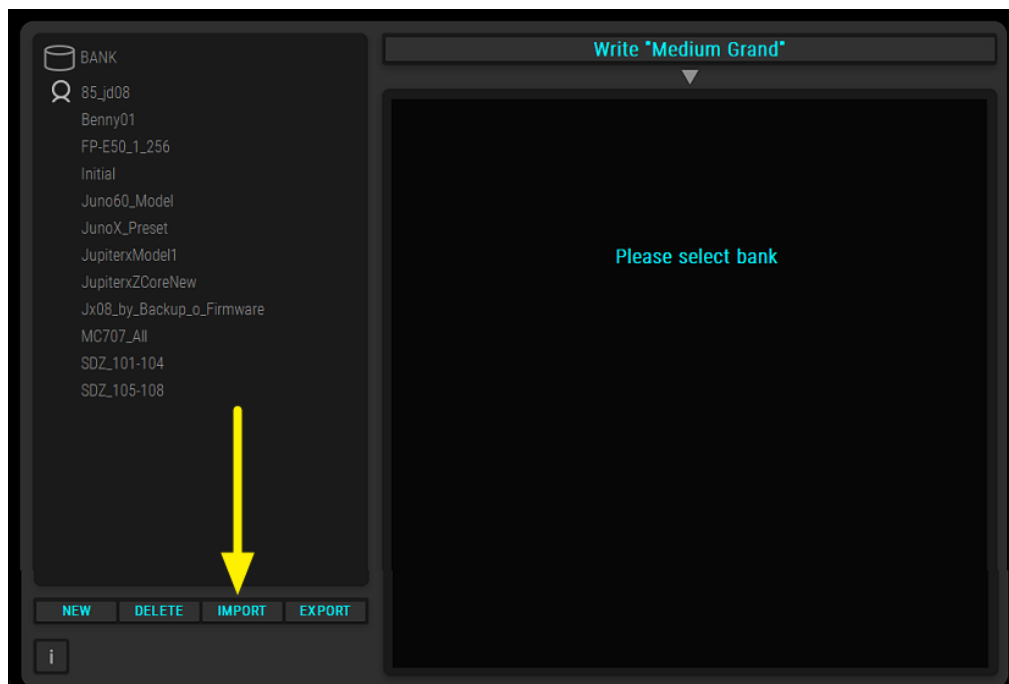 BANK
85_jd08
Benny01
FP-E50_1_256
Initial
Juno60_Model
JunoX_Preset
JupiterxModel1
JupiterxZCoreNew
Jx08_by_Backup_o_Firmware
MC707_All
SDZ_101-104
SDZ_105-108
NEW DELETE IMPORT EXPORT
i
Write "Medium Grand"
Please select bank